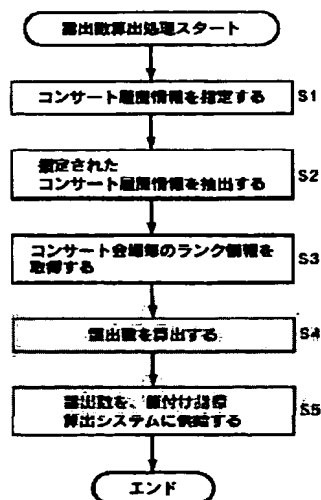 露出数算出処理スタート
コンサート履歴情報を指定する
S1
指定された
コンサート履歴情報を抽出する
S2
コンサート会場毎のランク情報を
取得する
S3
露出数を算出する
S4
露出数を、値付け指標
算出システムに供給する
S5
エンド